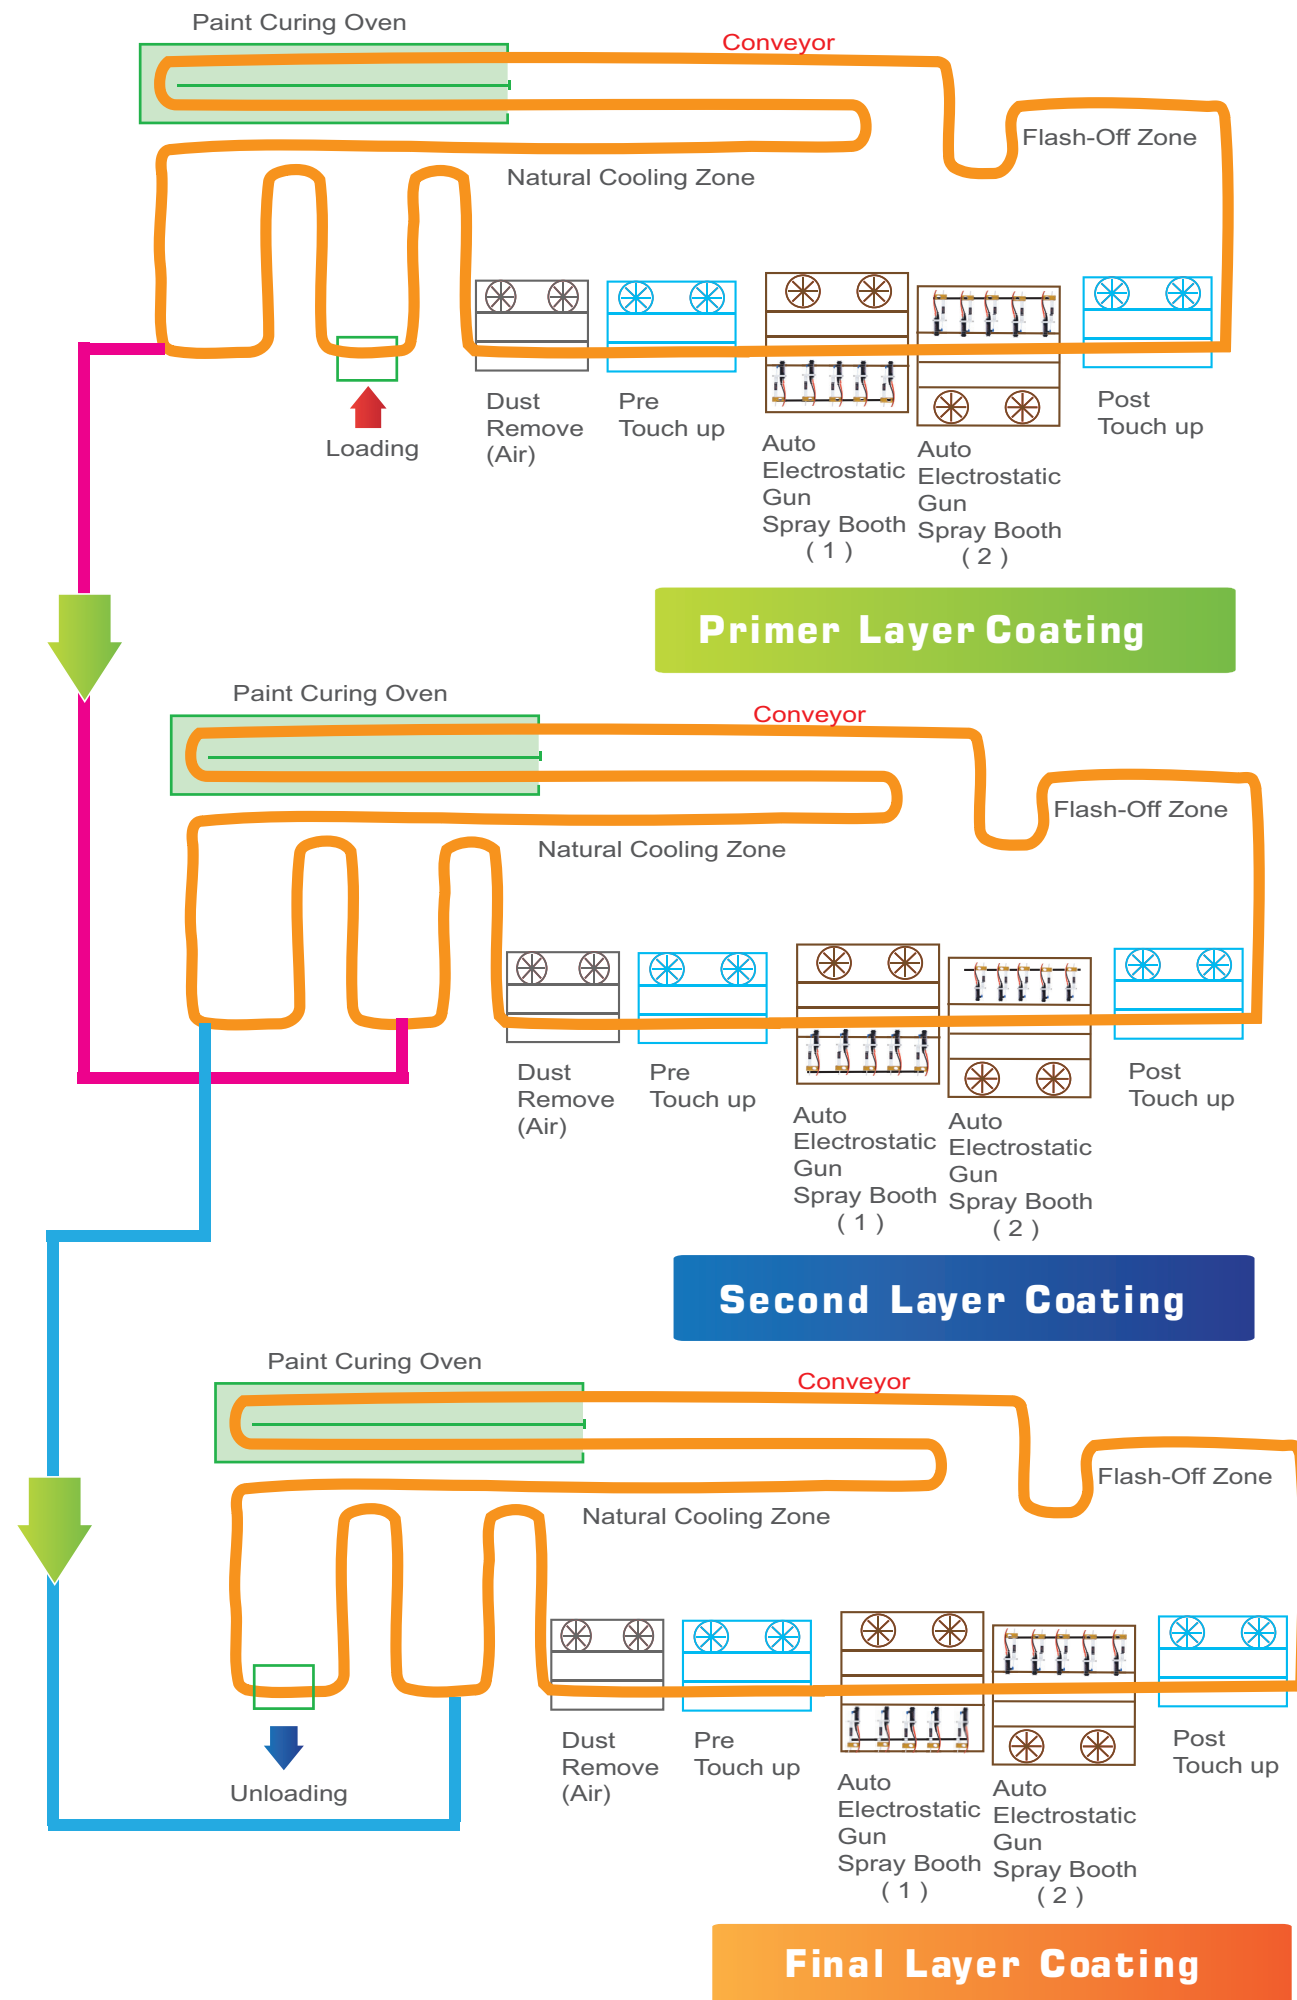 Paint Curing Oven
Conveyor
Flash-Off Zone
Natural Cooling Zone
Loading
Dust
Remove
(Air)
Pre
Touch up
Auto
Electrostatic
Gun
Spray Booth
( 1 )
Auto
Electrostatic
Gun
Spray Booth
( 2 )
Post
Touch up
Primer Layer Coating
Paint Curing Oven
Conveyor
Flash-Off Zone
Natural Cooling Zone
Dust
Remove
(Air)
Pre
Touch up
Auto
Electrostatic
Gun
Spray Booth
( 1 )
Auto
Electrostatic
Gun
Spray Booth
( 2 )
Post
Touch up
Second Layer Coating
Paint Curing Oven
Conveyor
Flash-Off Zone
Natural Cooling Zone
Unloading
Dust
Remove
(Air)
Pre
Touch up
Auto
Electrostatic
Gun
Spray Booth
( 1 )
Auto
Electrostatic
Gun
Spray Booth
( 2 )
Post
Touch up
Final Layer Coating